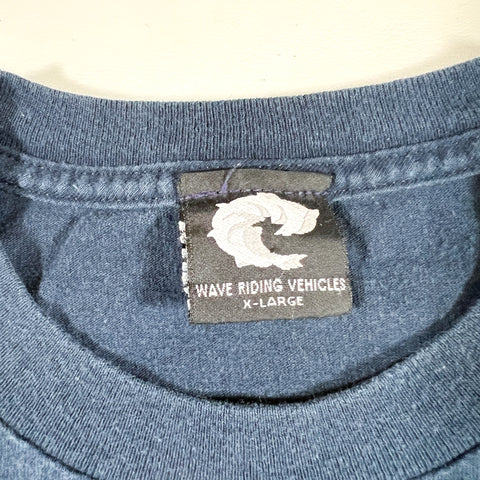 WAVE RIDING VEHICLES
X-LARGE